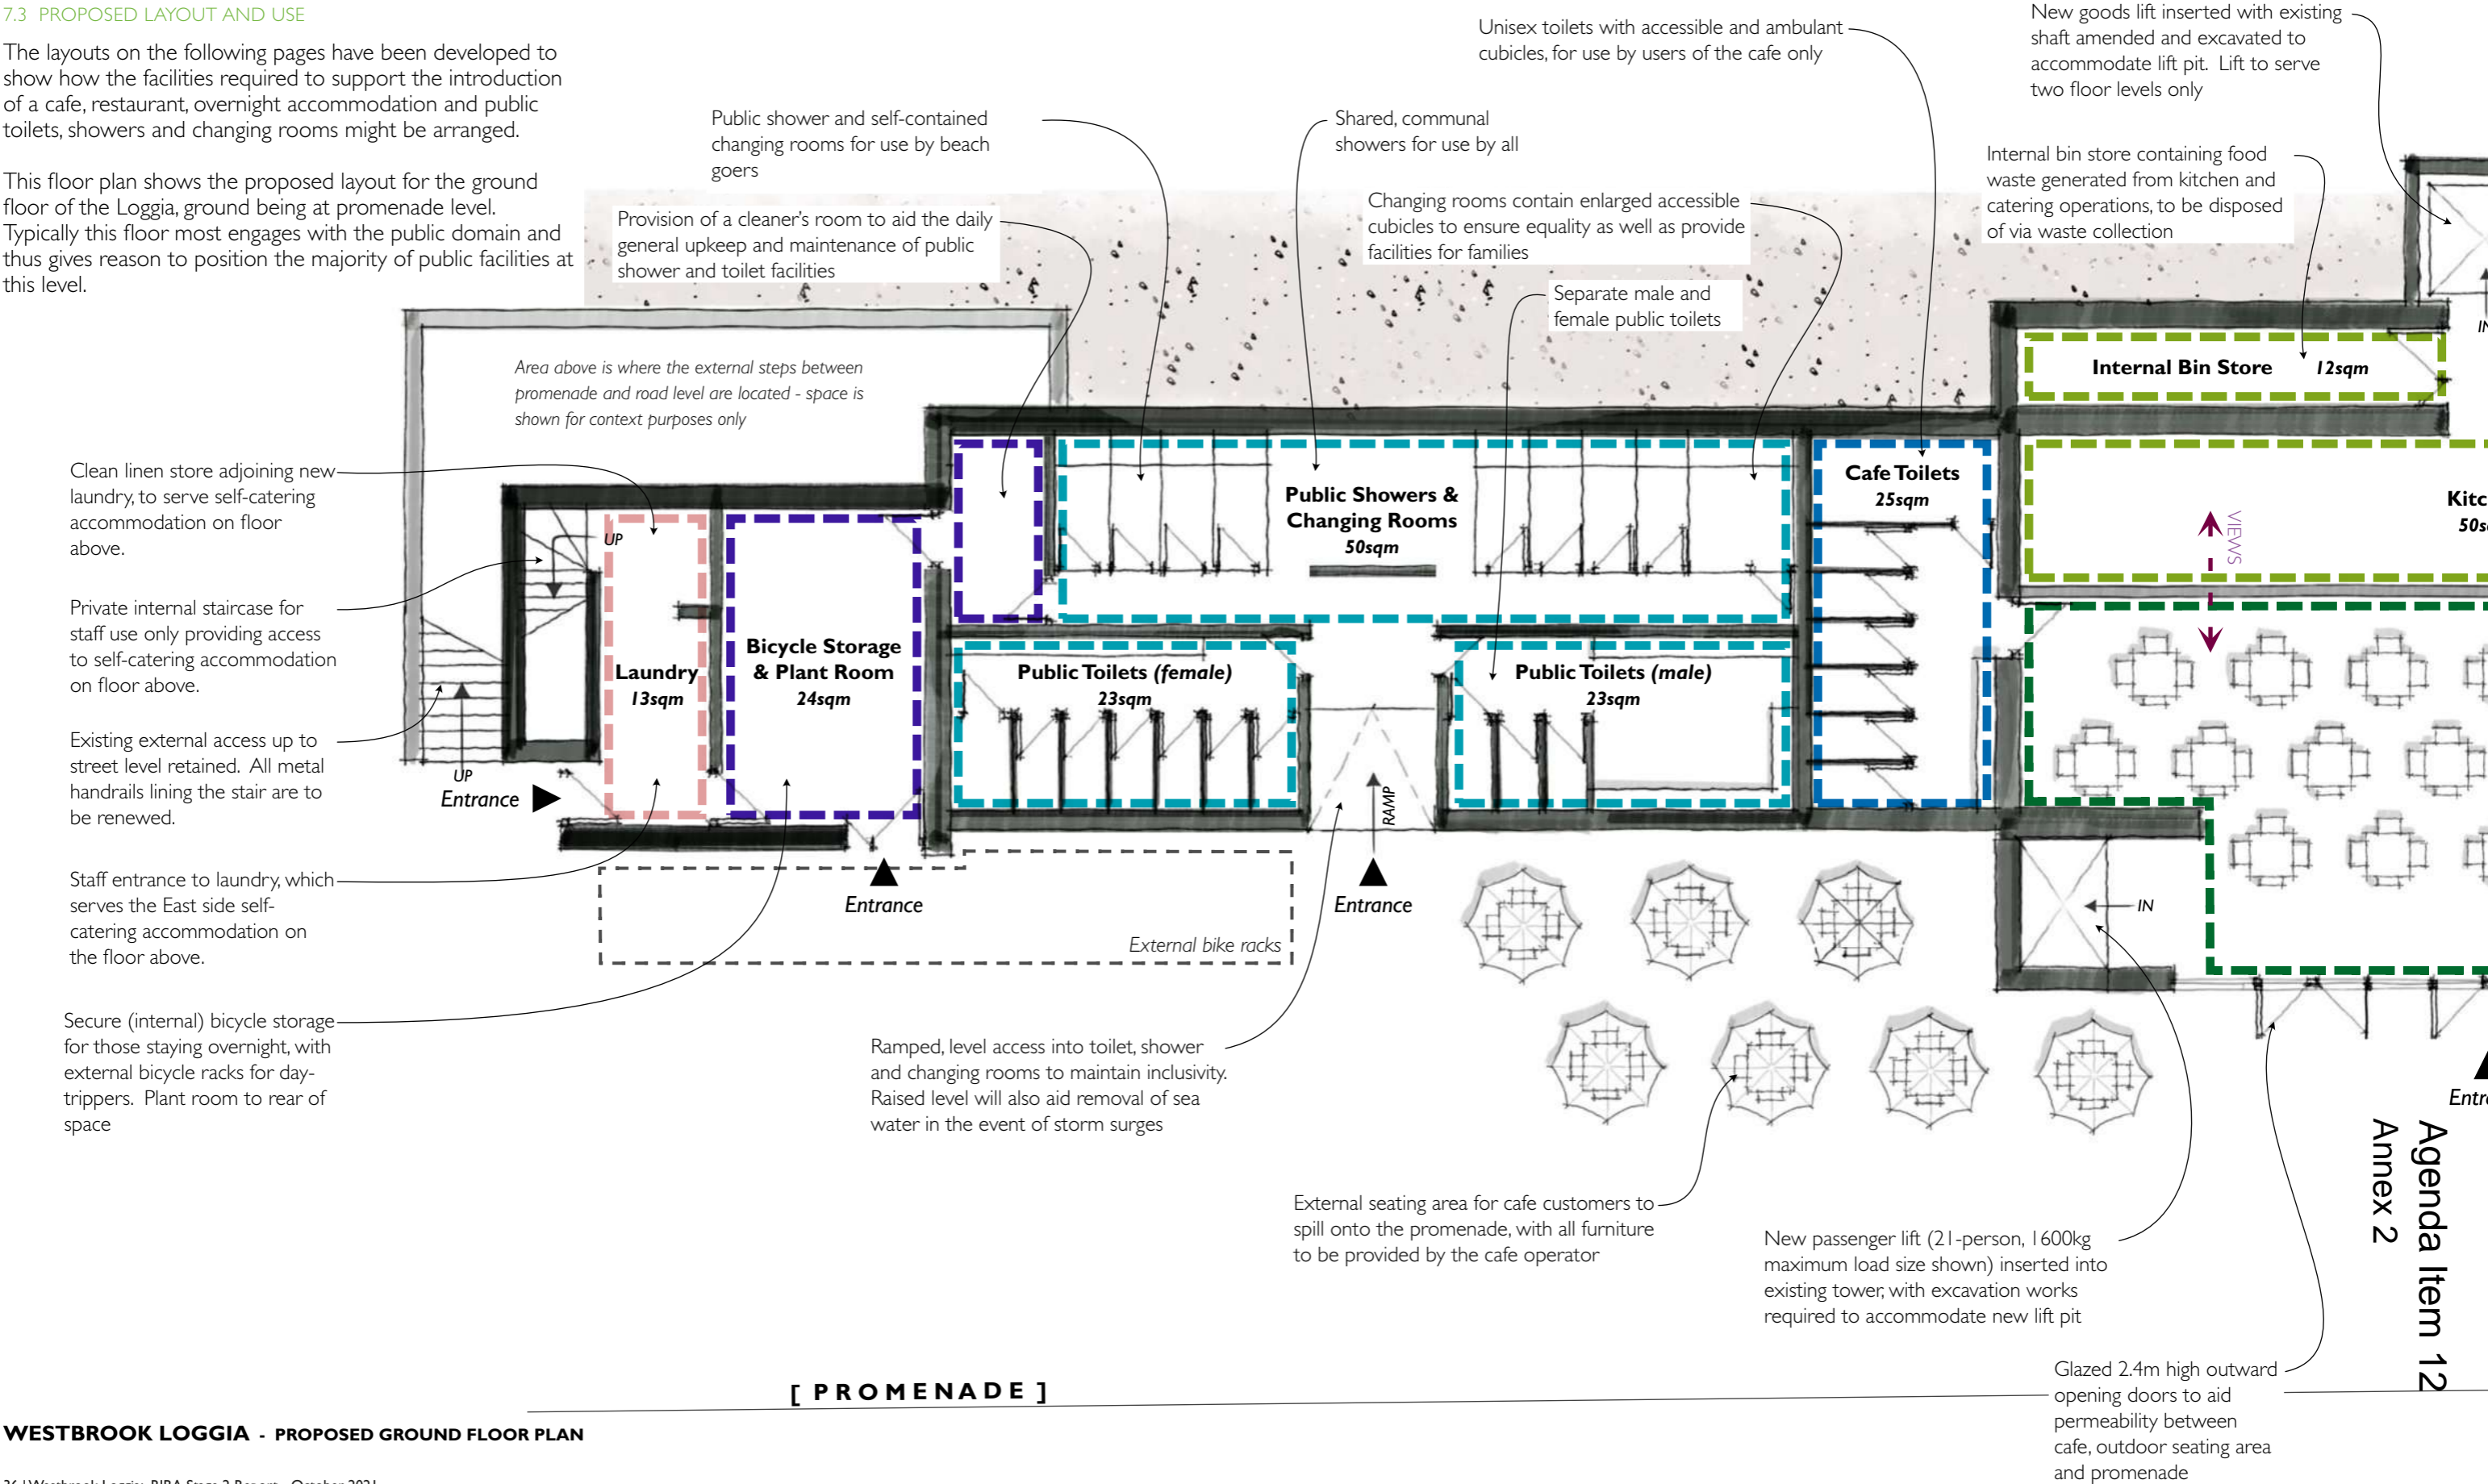 7.3 PROPOSED LAYOUT AND USE
The layouts on the following pages have been developed to
show how the facilities required to support the introduction
of a cafe, restaurant, overnight accommodation and public
toilets, showers and changing rooms might be arranged.
This floor plan shows the proposed layout for the ground
floor of the Loggia, ground being at promenade level.
Typically this floor most engages with the public domain and
thus gives reason to position the majority of public facilities at
this level.
Public shower and self-contained
changing rooms for use by beach
goers
Provision of a cleaner's room to aid the daily
general upkeep and maintenance of public
shower and toilet facilities
Shared, communal
showers for use by all
Unisex toilets with accessible and ambulant
cubicles, for use by users of the cafe only
Changing rooms contain enlarged accessible
cubicles to ensure equality as well as provide
facilities for families
Separate male and
female public toilets
New goods lift inserted with existing
shaft amended and excavated to
accommodate lift pit. Lift to serve
two floor levels only
Internal bin store containing food
waste generated from kitchen and
catering operations, to be disposed
of via waste collection
Area above is where the external steps between
promenade and road level are located - space is
shown for context purposes only
Internal Bin Store 12sqm
Clean linen store adjoining new
laundry, to serve self-catering
accommodation on floor
above.
Private internal staircase for
staff use only providing access
to self-catering accommodation
on floor above.
Existing external access up to
street level retained. All metal
handrails lining the stair are to
be renewed.
Staff entrance to laundry, which
serves the East side self-
catering accommodation on
the floor above.
Secure (internal) bicycle storage
for those staying overnight, with
external bicycle racks for day-
trippers. Plant room to rear of
space
UP
UP
Entrance
Laundry
13sqm
Bicycle Storage
& Plant Room
24sqm
Public Showers &
Changing Rooms
50sqm
Public Toilets (female)
23sqm
Public Toilets (male)
23sqm
Cafe Toilets
25sqm
VIEWS
RAMP
IN
Entrance
Entrance
External bike racks
Ramped, level access into toilet, shower
and changing rooms to maintain inclusivity.
Raised level will also aid removal of sea
water in the event of storm surges
External seating area for cafe customers to
spill onto the promenade, with all furniture
to be provided by the cafe operator
New passenger lift (21-person, 1600kg
maximum load size shown) inserted into
existing tower, with excavation works
required to accommodate new lift pit
Glazed 2.4m high outward
opening doors to aid
permeability between
cafe, outdoor seating area
and promenade
Agenda Item 12
Annex 2
[ PROMENADE ]
WESTBROOK LOGGIA - PROPOSED GROUND FLOOR PLAN